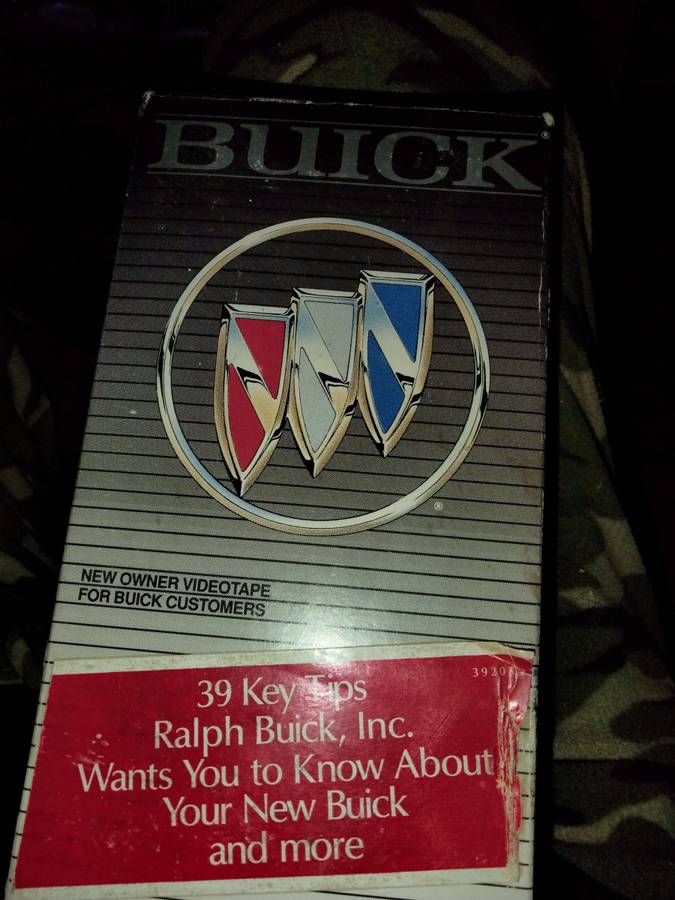 BUICK®
®
NEW OWNER VIDEOTAPE
FOR BUICK CUSTOMERS
39 Key Tips
Ralph Buick, Inc.
Wants You to Know About
Your New Buick
and more